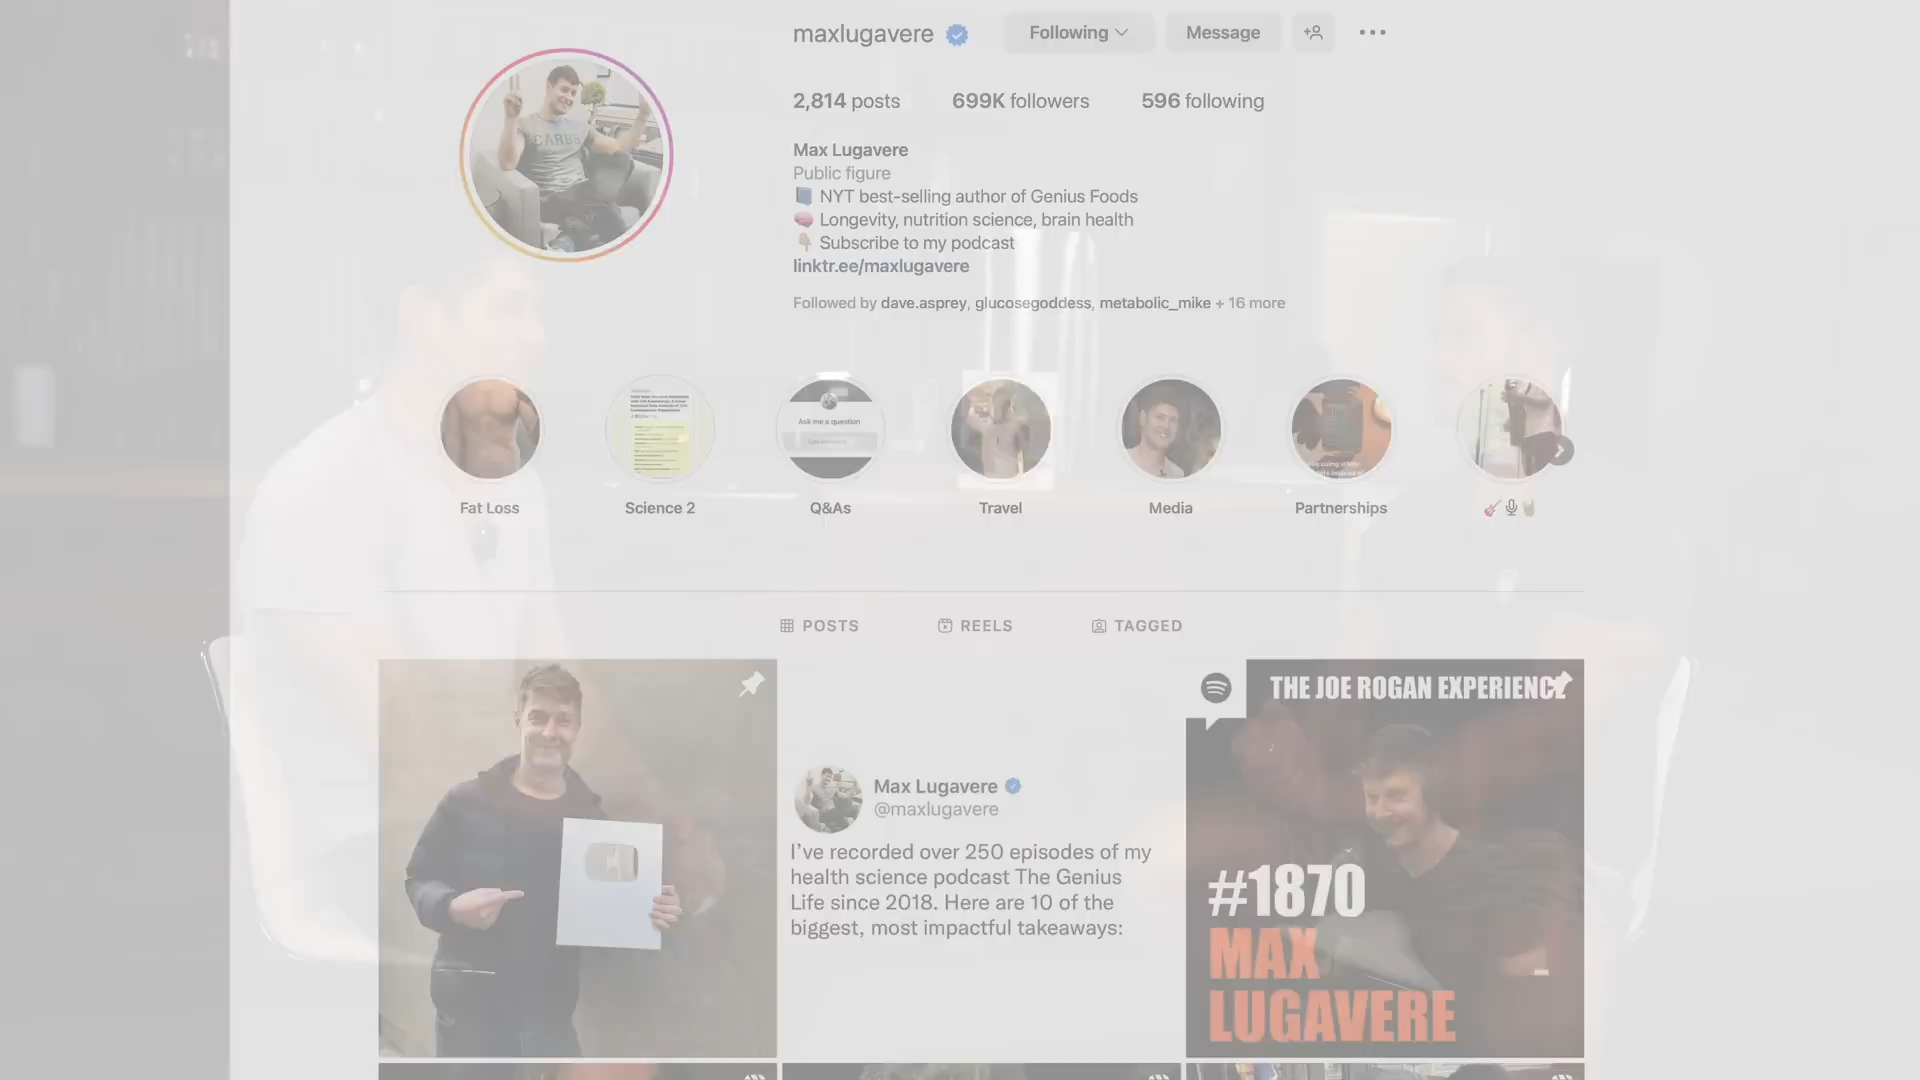 maxlugavere
Following
Message
2,814 posts
699K followers
596 following
Max Lugavere
Public figure
NYT best-selling author of Genius Foods
Longevity, nutrition science, brain health
Subscribe to my podcast
linktr.ee/maxlugavere
Followed by dave.asprey, glucosegoddess, metabolic_mike + 16 more
CARBS
Ask me a question
Fat Loss
Science 2
Q&As
Travel
Media
Partnerships
POSTS
REELS
TAGGED
Max Lugavere
@maxlugavere
I've recorded over 250 episodes of my
health science podcast The Genius
Life since 2018. Here are 10 of the
biggest, most impactful takeaways:
THE JOE ROGAN EXPERIENCE
#1870
MAX
LUGAVERE